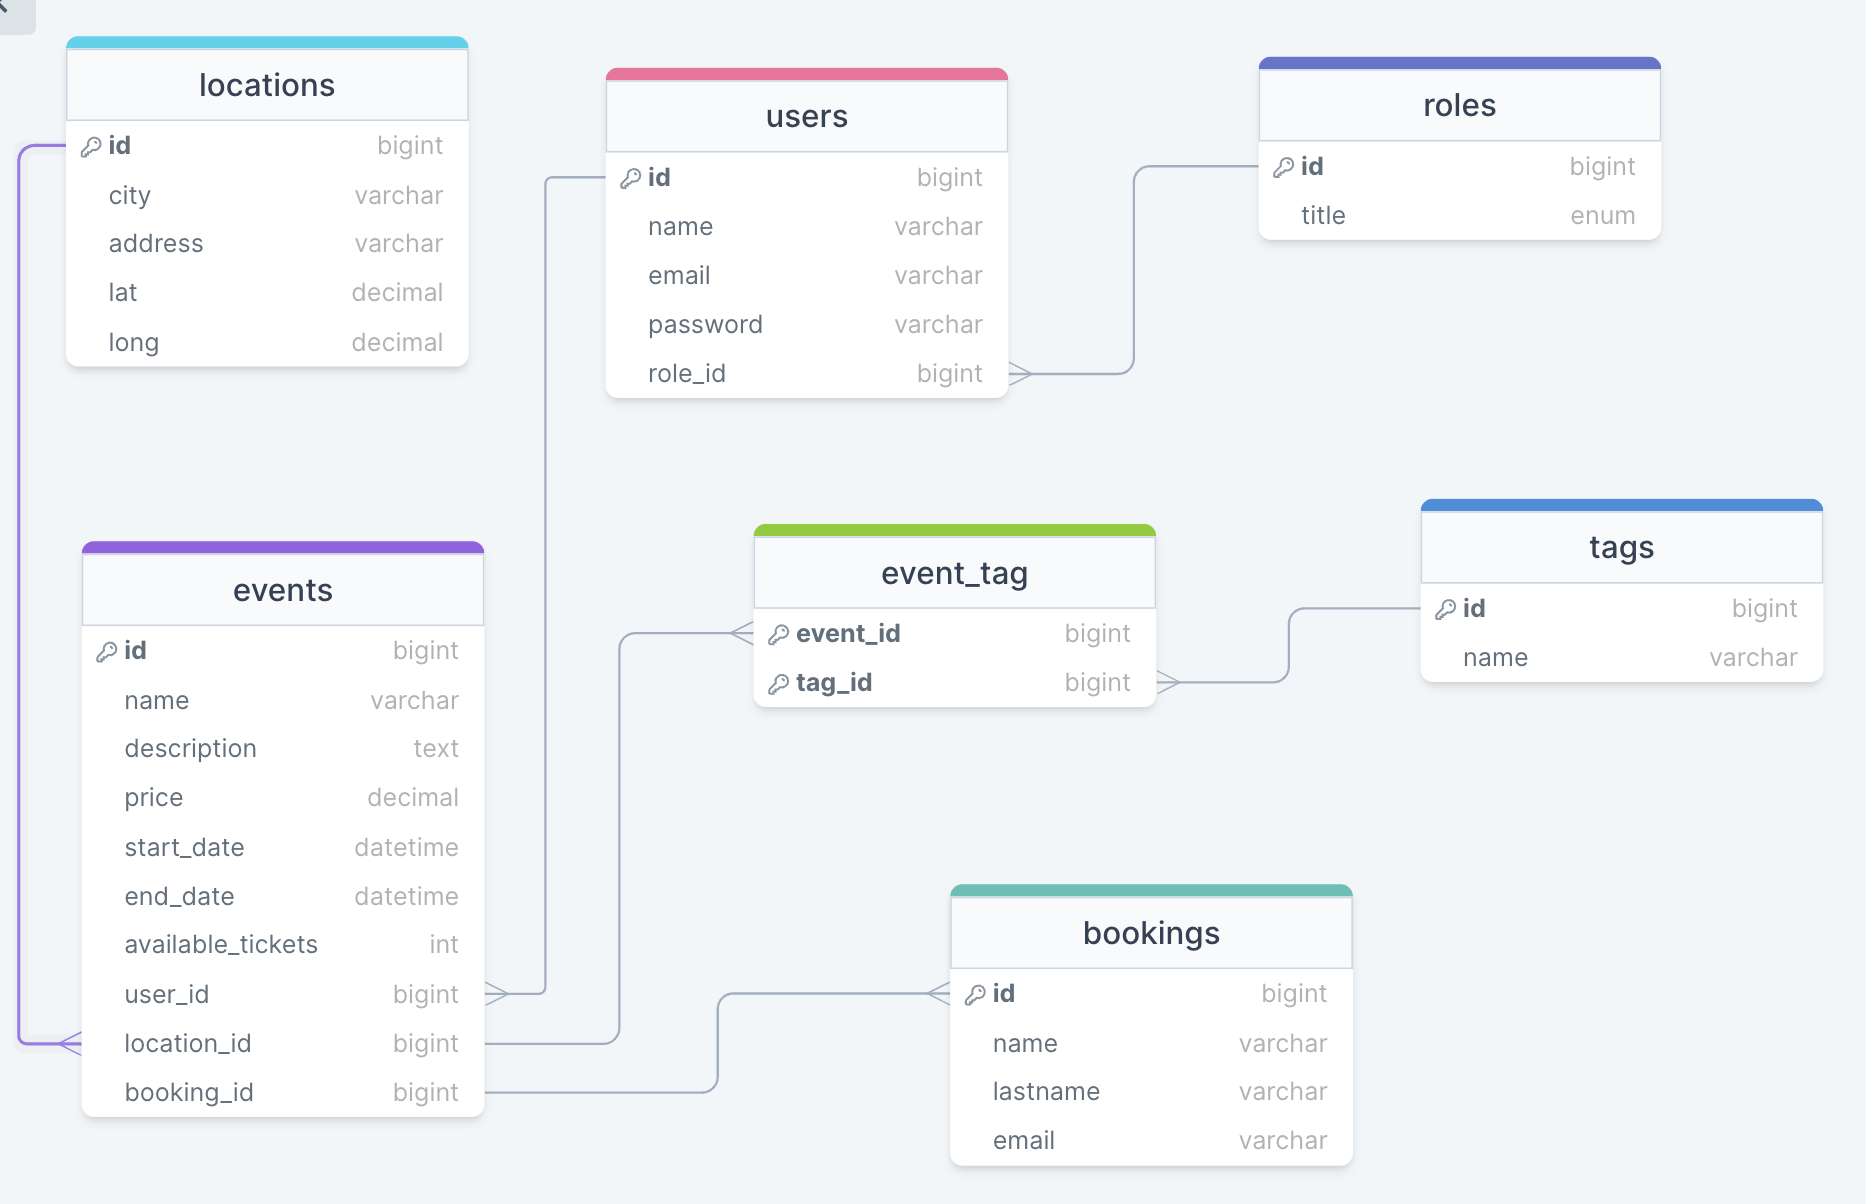 locations
id bigint
city varchar
address varchar
lat decimal
long decimal
users
id bigint
name varchar
email varchar
password varchar
role_id bigint
roles
id bigint
title enum
events
id bigint
name varchar
description text
price decimal
start_date datetime
end_date datetime
available_tickets int
user_id bigint
location_id bigint
booking_id bigint
event_tag
event_id bigint
tag_id bigint
tags
id bigint
name varchar
bookings
id bigint
name varchar
lastname varchar
email varchar